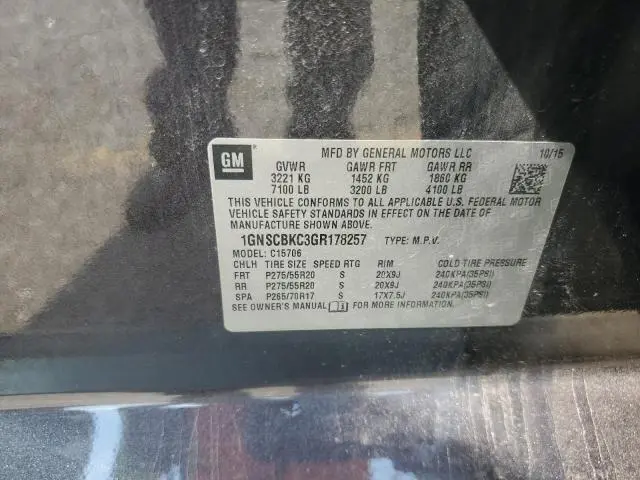 GM
MFD BY GENERAL MOTORS LLC 10/15
GVWR GAWR FRT GAWR RR
3221 KG 1452 KG 1860 KG
7100 LB 3200 LB 4100 LB
THIS VEHICLE CONFORMS TO ALL APPLICABLE U.S. FEDERAL MOTOR
VEHICLE SAFETY STANDARDS IN EFFECT ON THE DATE OF
MANUFACTURE SHOWN ABOVE.
1GNSCBKC3GR178257 TYPE: M.P.V.
MODEL: C15706
CHLH TIRE SIZE SPEED RTG RIM COLD TIRE PRESSURE
FRT P275/55R20 S 20X9J 240KPA(35PSI)
RR P275/55R20 S 20X9J 240KPA(35PSI)
SPA P265/70R17 S 17X7.5J 240KPA(35PSI)
SEE OWNER'S MANUAL FOR MORE INFORMATION.